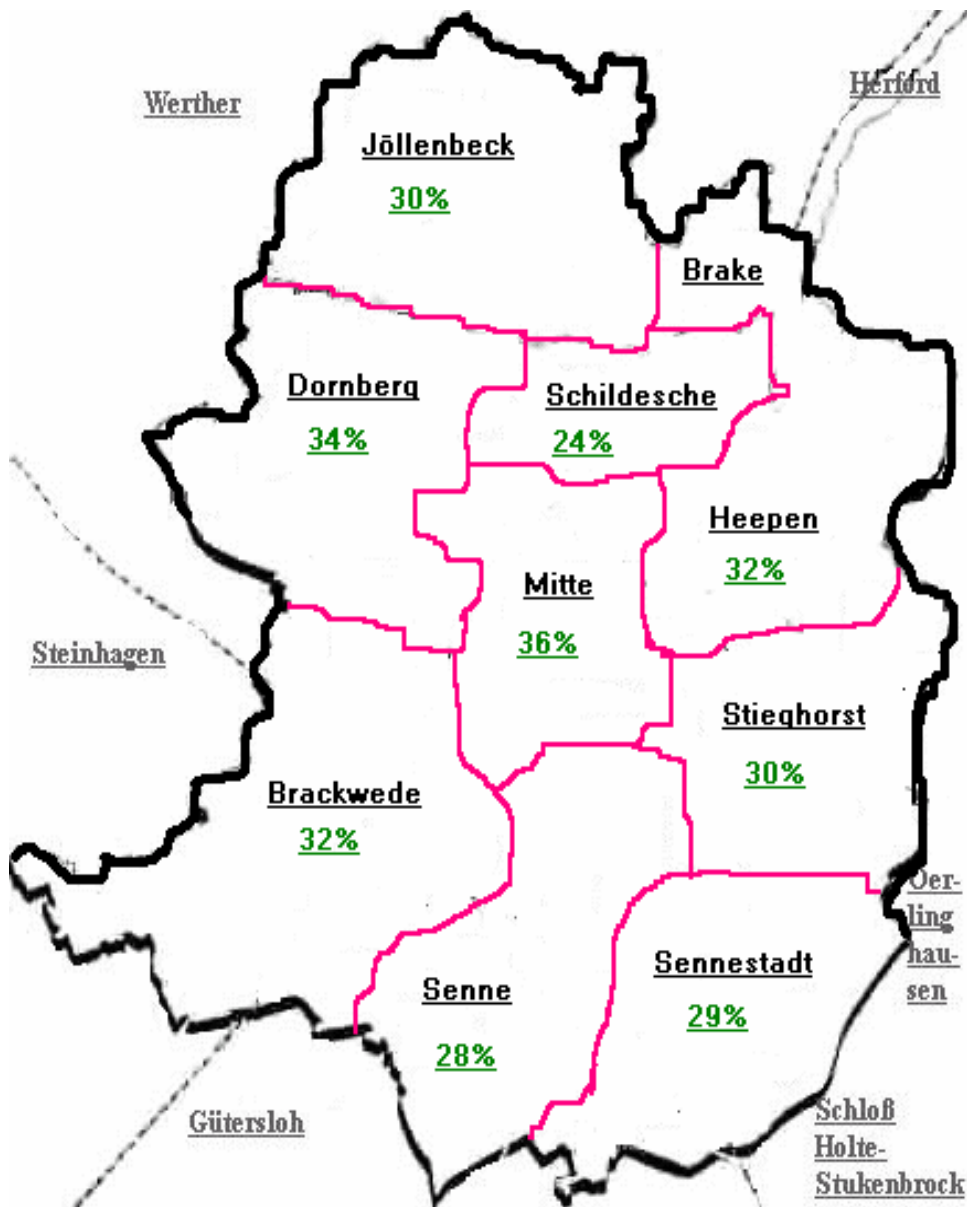 Werther
Herford
Jöllenbeck
30%
Brake
Dornberg
34%
Schildesche
24%
Heepen
32%
Mitte
36%
Steinhagen
Stieghorst
30%
Brackwede
32%
Oer-
ling
hau-
sen
Sennestadt
29%
Senne
28%
Gütersloh
Schloß
Holte-
Stukenbrock